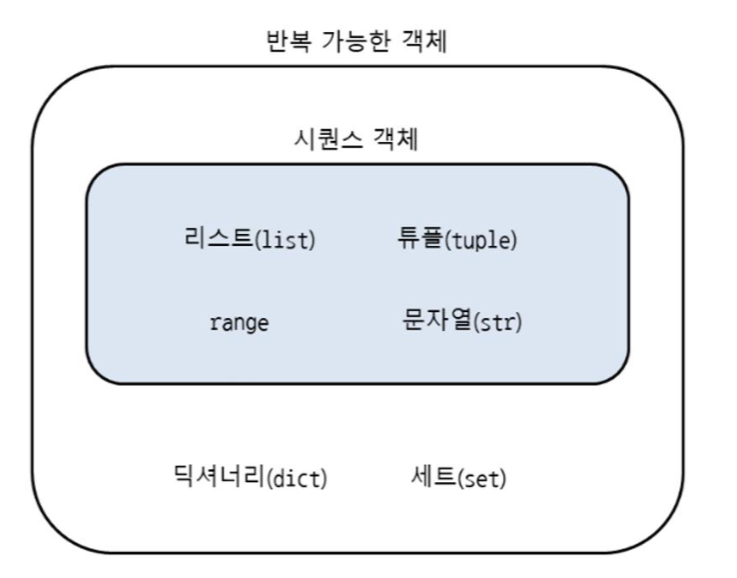 반복 가능한 객체
시퀀스 객체
리스트(list) 튜플(tuple)
range 문자열(str)
딕셔너리(dict) 세트(set)